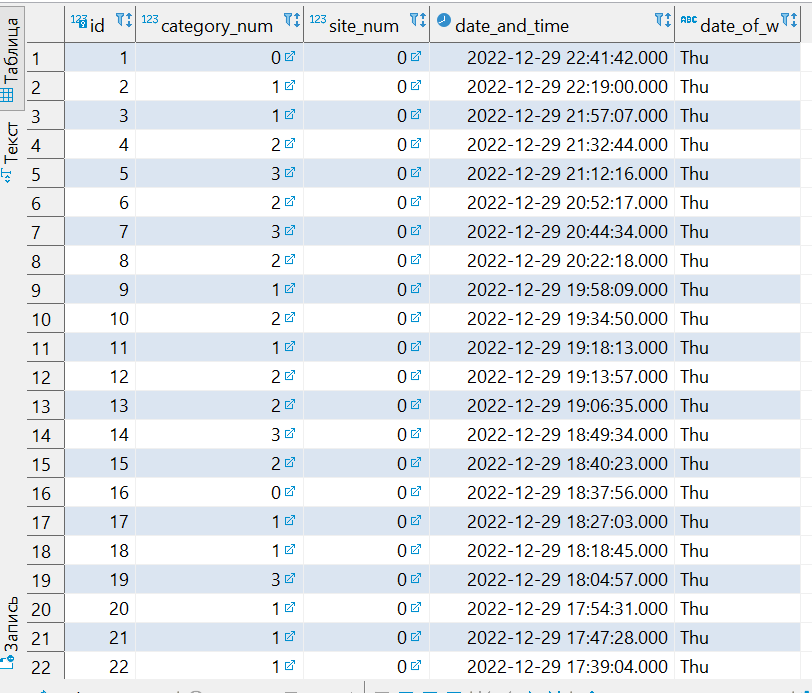 123 id 123 category_num 123 site_num date_and_time ABC date_of_w
1 1 0 0 2022-12-29 22:41:42.000 Thu
2 2 1 0 2022-12-29 22:19:00.000 Thu
3 3 1 0 2022-12-29 21:57:07.000 Thu
4 4 2 0 2022-12-29 21:32:44.000 Thu
5 5 3 0 2022-12-29 21:12:16.000 Thu
6 6 2 0 2022-12-29 20:52:17.000 Thu
7 7 3 0 2022-12-29 20:44:34.000 Thu
8 8 2 0 2022-12-29 20:22:18.000 Thu
9 9 1 0 2022-12-29 19:58:09.000 Thu
10 10 2 0 2022-12-29 19:34:50.000 Thu
11 11 1 0 2022-12-29 19:18:13.000 Thu
12 12 2 0 2022-12-29 19:13:57.000 Thu
13 13 2 0 2022-12-29 19:06:35.000 Thu
14 14 3 0 2022-12-29 18:49:34.000 Thu
15 15 2 0 2022-12-29 18:40:23.000 Thu
16 16 0 0 2022-12-29 18:37:56.000 Thu
17 17 1 0 2022-12-29 18:27:03.000 Thu
18 18 1 0 2022-12-29 18:18:45.000 Thu
19 19 3 0 2022-12-29 18:04:57.000 Thu
20 20 1 0 2022-12-29 17:54:31.000 Thu
21 21 1 0 2022-12-29 17:47:28.000 Thu
22 22 1 0 2022-12-29 17:39:04.000 Thu
Таблица
Текст
Запись